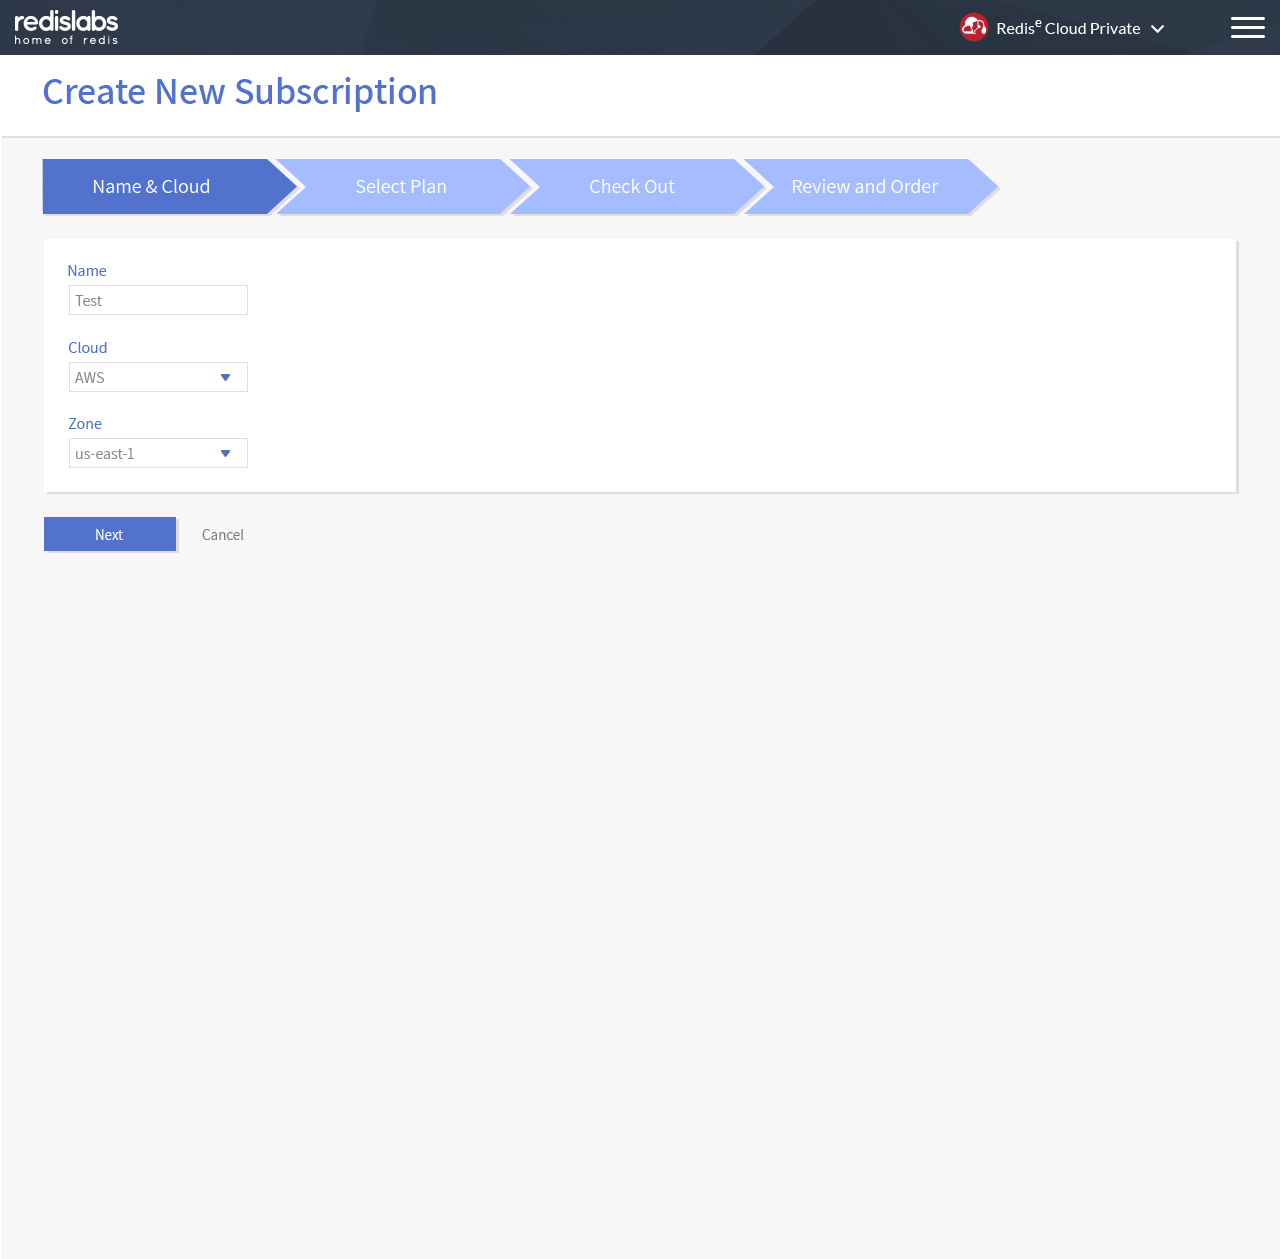 redislabs
home of redis
Redis^e Cloud Private
Create New Subscription
Name & Cloud
Select Plan
Check Out
Review and Order
Name
Test
Cloud
AWS
Zone
us-east-1
Next
Cancel